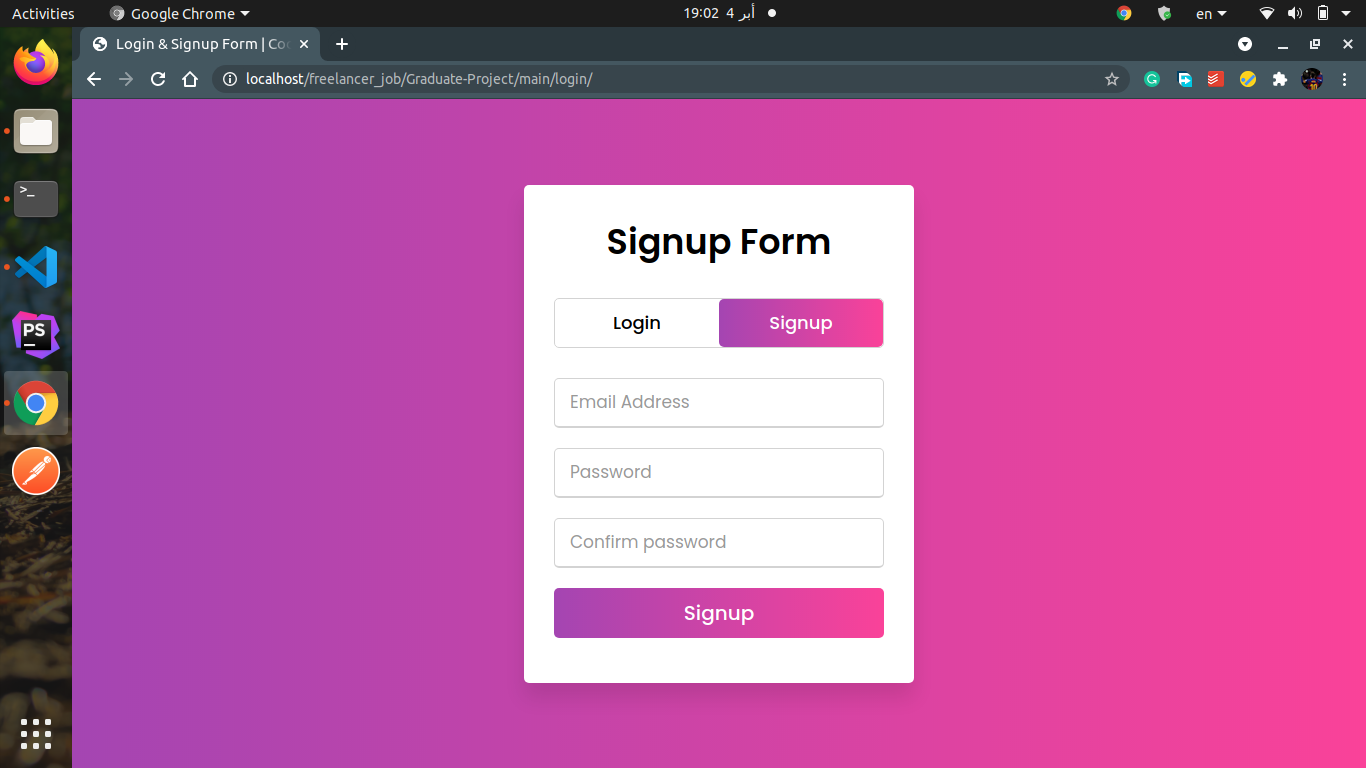 Activities
Google Chrome
19:02 4 أبر
en
Login & Signup Form | Co
localhost/freelancer_job/Graduate-Project/main/login/
>_
PS
Signup Form
Login Signup
Email Address
Password
Confirm password
Signup